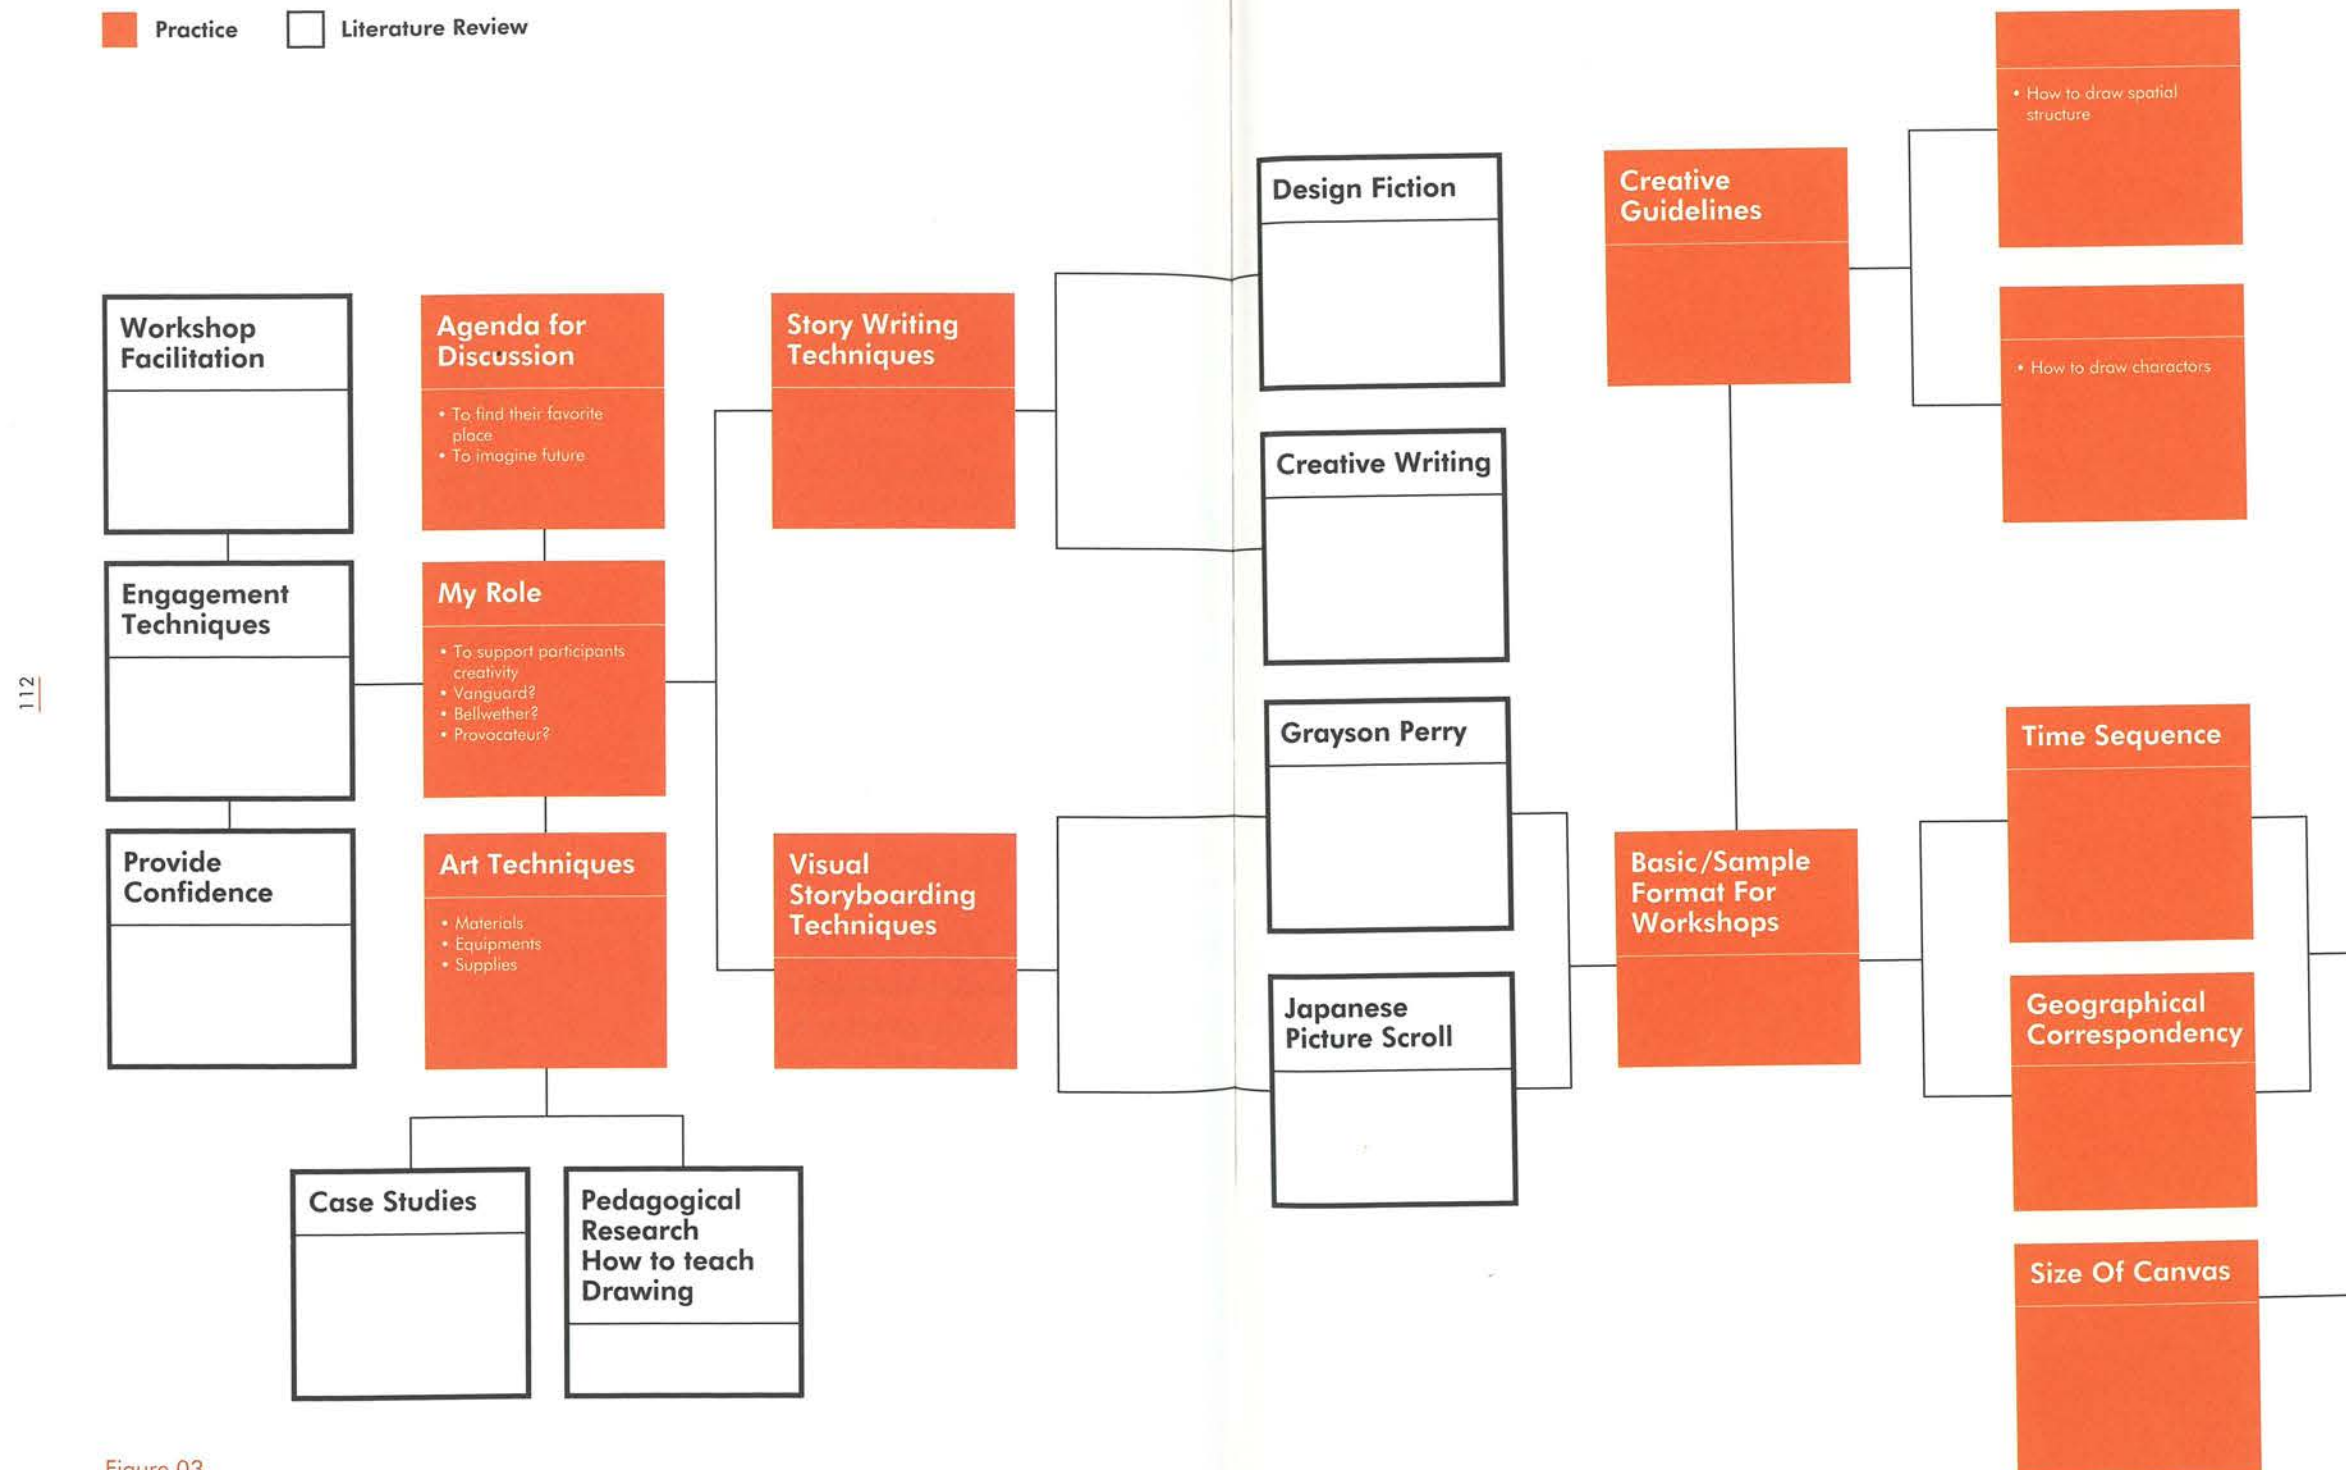 Practice
Literature Review
Workshop
Facilitation
Engagement
Techniques
Provide
Confidence
Agenda for
Discussion
• To find their favorite
place
• To imagine future
My Role
• To support participants
creativity
• Vanguard?
• Bellwether?
• Provocateur?
Art Techniques
• Materials
• Equipments
• Supplies
Case Studies
Pedagogical
Research
How to teach
Drawing
Story Writing
Techniques
Visual
Storyboarding
Techniques
Design Fiction
Creative Writing
Grayson Perry
Japanese
Picture Scroll
Creative
Guidelines
Basic/Sample
Format For
Workshops
• How to draw spatial
structure
• How to draw charactors
Time Sequence
Geographical
Correspondency
Size Of Canvas
112
Figure 03